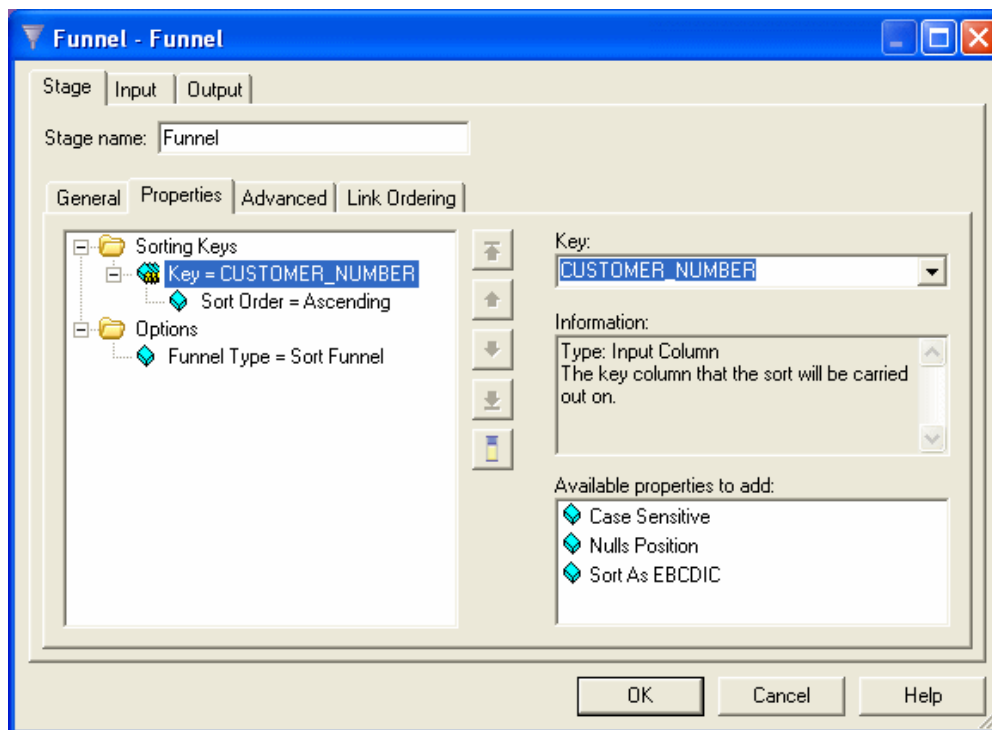 Funnel - Funnel
Stage Input Output
Stage name: Funnel
General Properties Advanced Link Ordering
Sorting Keys
Key = CUSTOMER_NUMBER
Sort Order = Ascending
Options
Funnel Type = Sort Funnel
Key:
CUSTOMER_NUMBER
Information:
Type: Input Column
The key column that the sort will be carried
out on.
Available properties to add:
Case Sensitive
Nulls Position
Sort As EBCDIC
OK Cancel Help